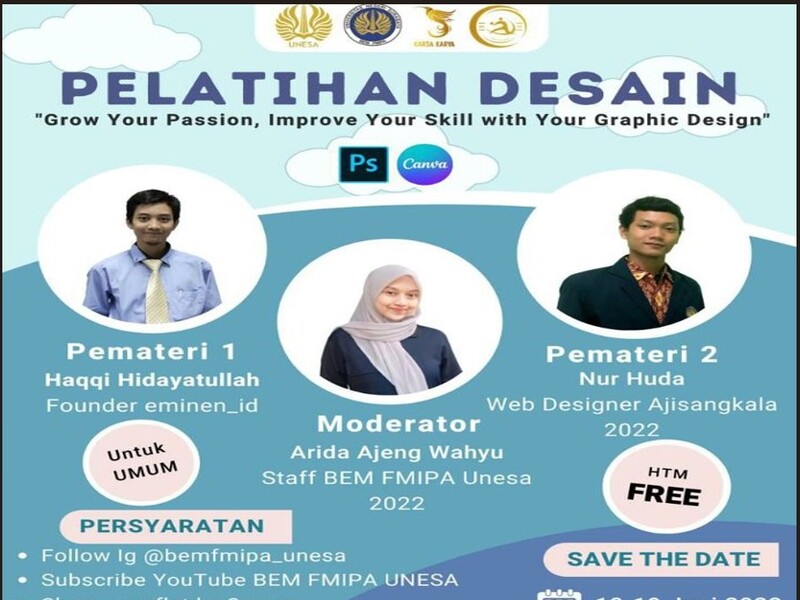 UNESA
BEM FMIPA
KARSA KARYA
PELATIHAN DESAIN
"Grow Your Passion, Improve Your Skill with Your Graphic Design"
Ps
Canva
Pemateri 1
Haqqi Hidayatullah
Founder eminen_id
Pemateri 2
Nur Huda
Web Designer Ajisangkala
2022
Moderator
Arida Ajeng Wahyu
Staff BEM FMIPA Unesa
2022
Untuk
UMUM
HTM
FREE
PERSYARATAN
• Follow Ig @bemfmipa_unesa
• Subscribe YouTube BEM FMIPA UNESA
SAVE THE DATE